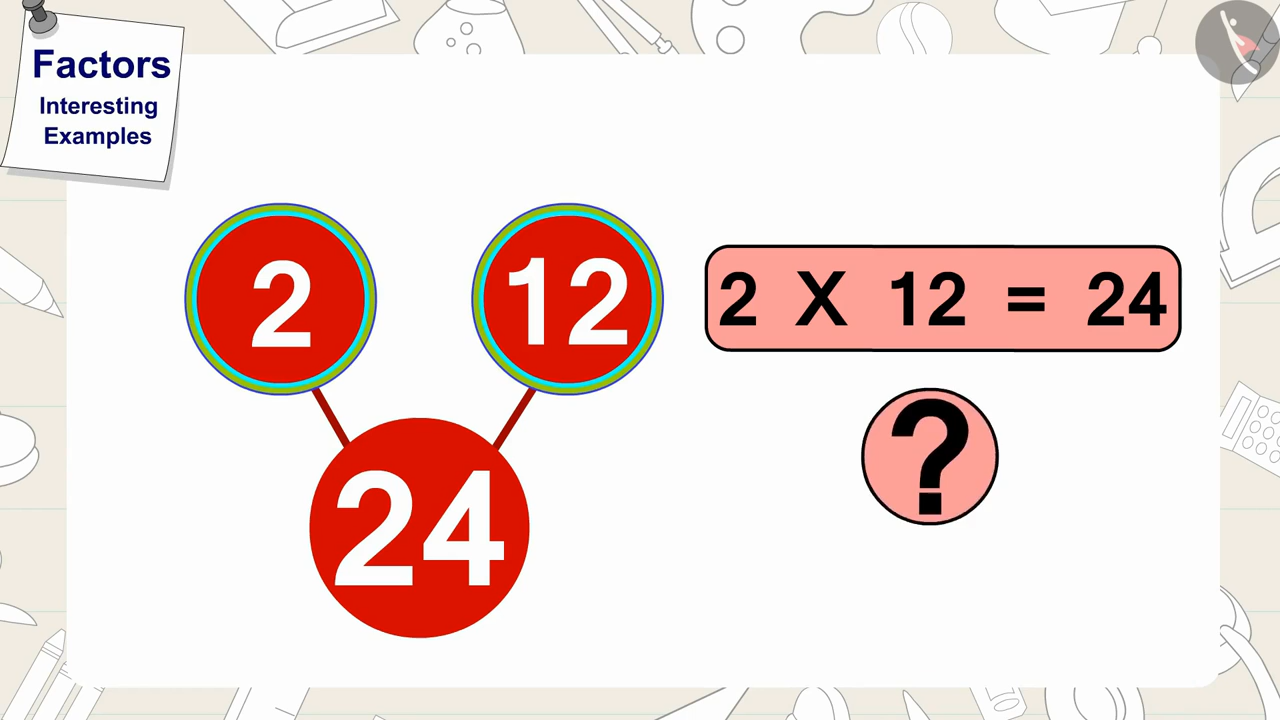 Factors
Interesting
Examples
2
12
24
2 X 12 = 24
?